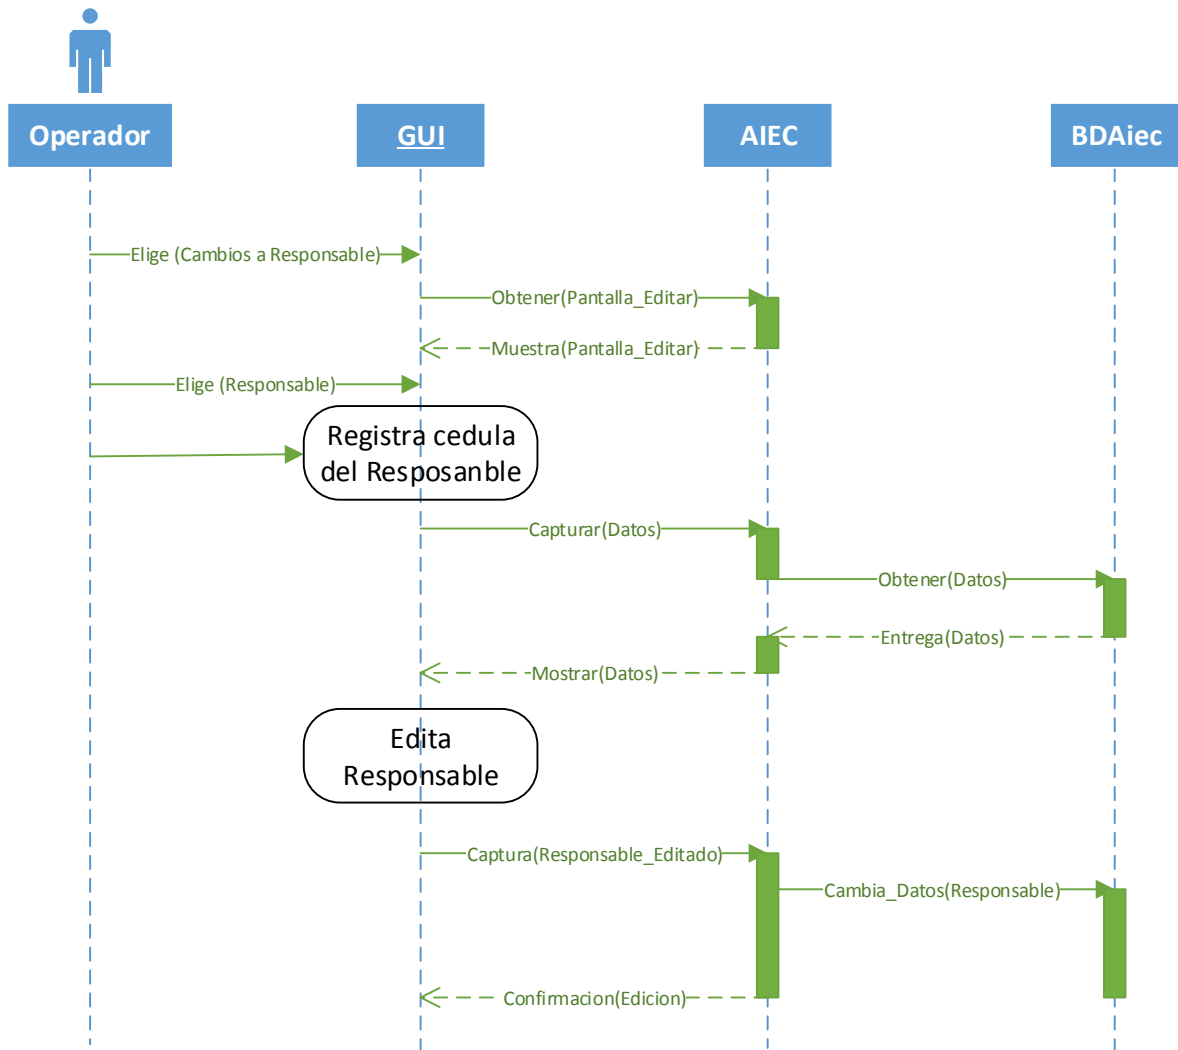 Operador
GUI
AIEC
BDAiec
Elige (Cambios a Responsable)
Obtener(Pantalla_Editar)
Muestra(Pantalla_Editar)
Elige (Responsable)
Registra cedula
del Resposanble
Capturar(Datos)
Obtener(Datos)
Entrega(Datos)
Mostrar(Datos)
Edita
Responsable
Captura(Responsable_Editado)
Cambia_Datos(Responsable)
Confirmacion(Edicion)